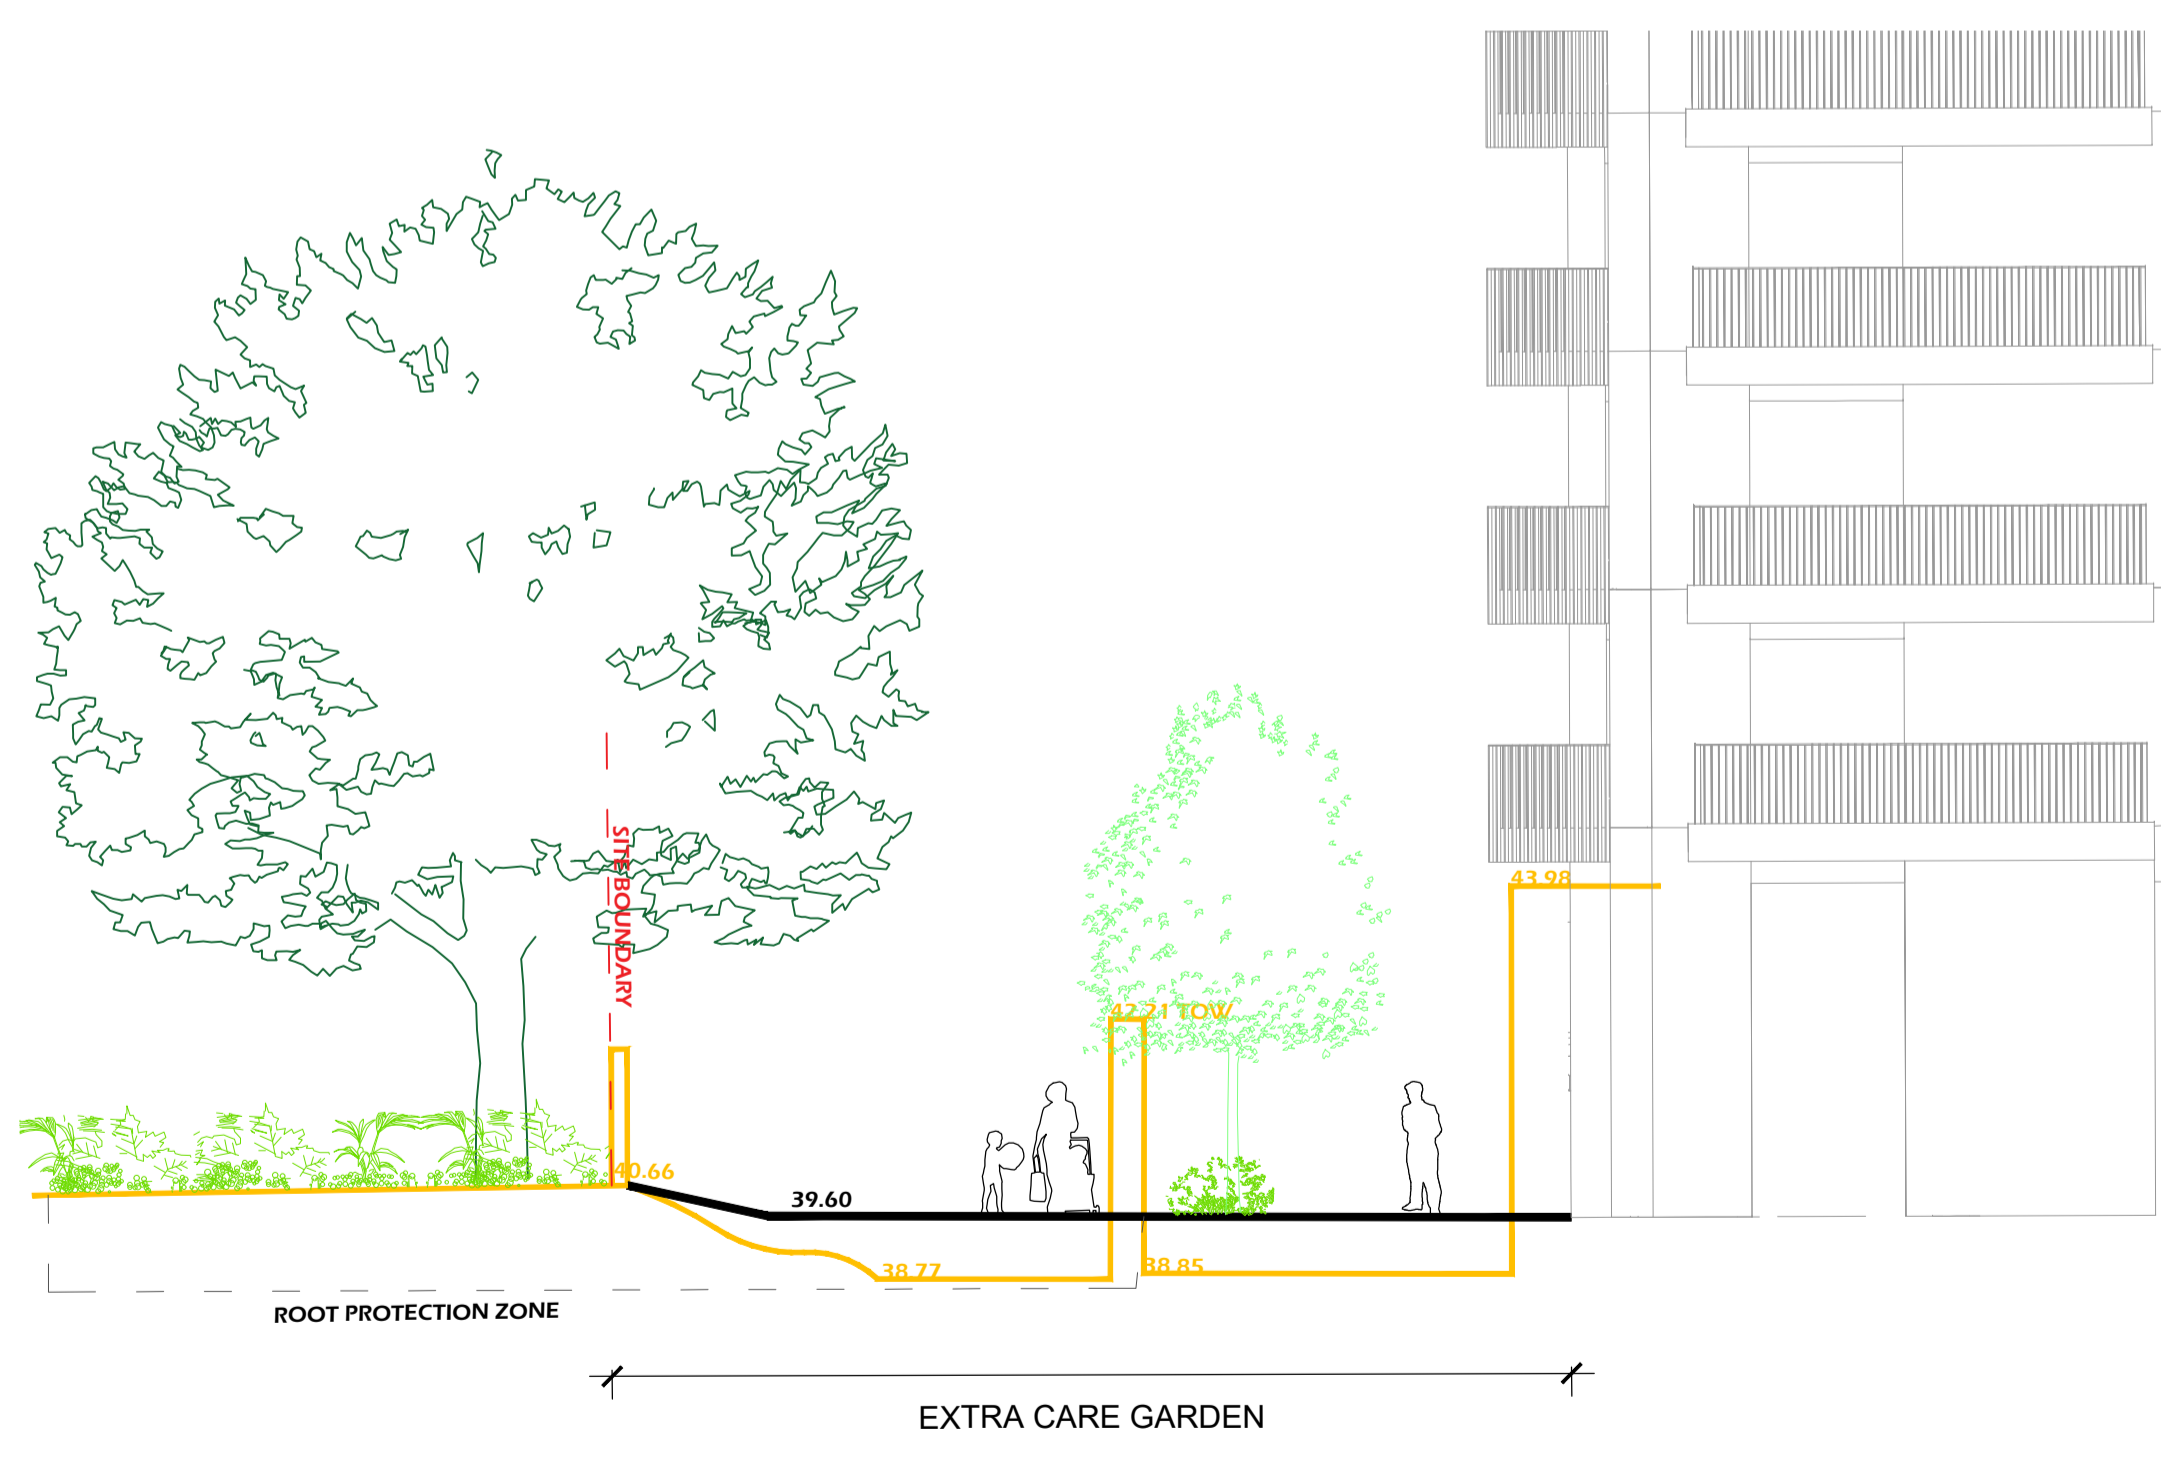 SITE BOUNDARY
43.98
42.21 TOW
40.66
39.60
38.77
38.85
ROOT PROTECTION ZONE
EXTRA CARE GARDEN